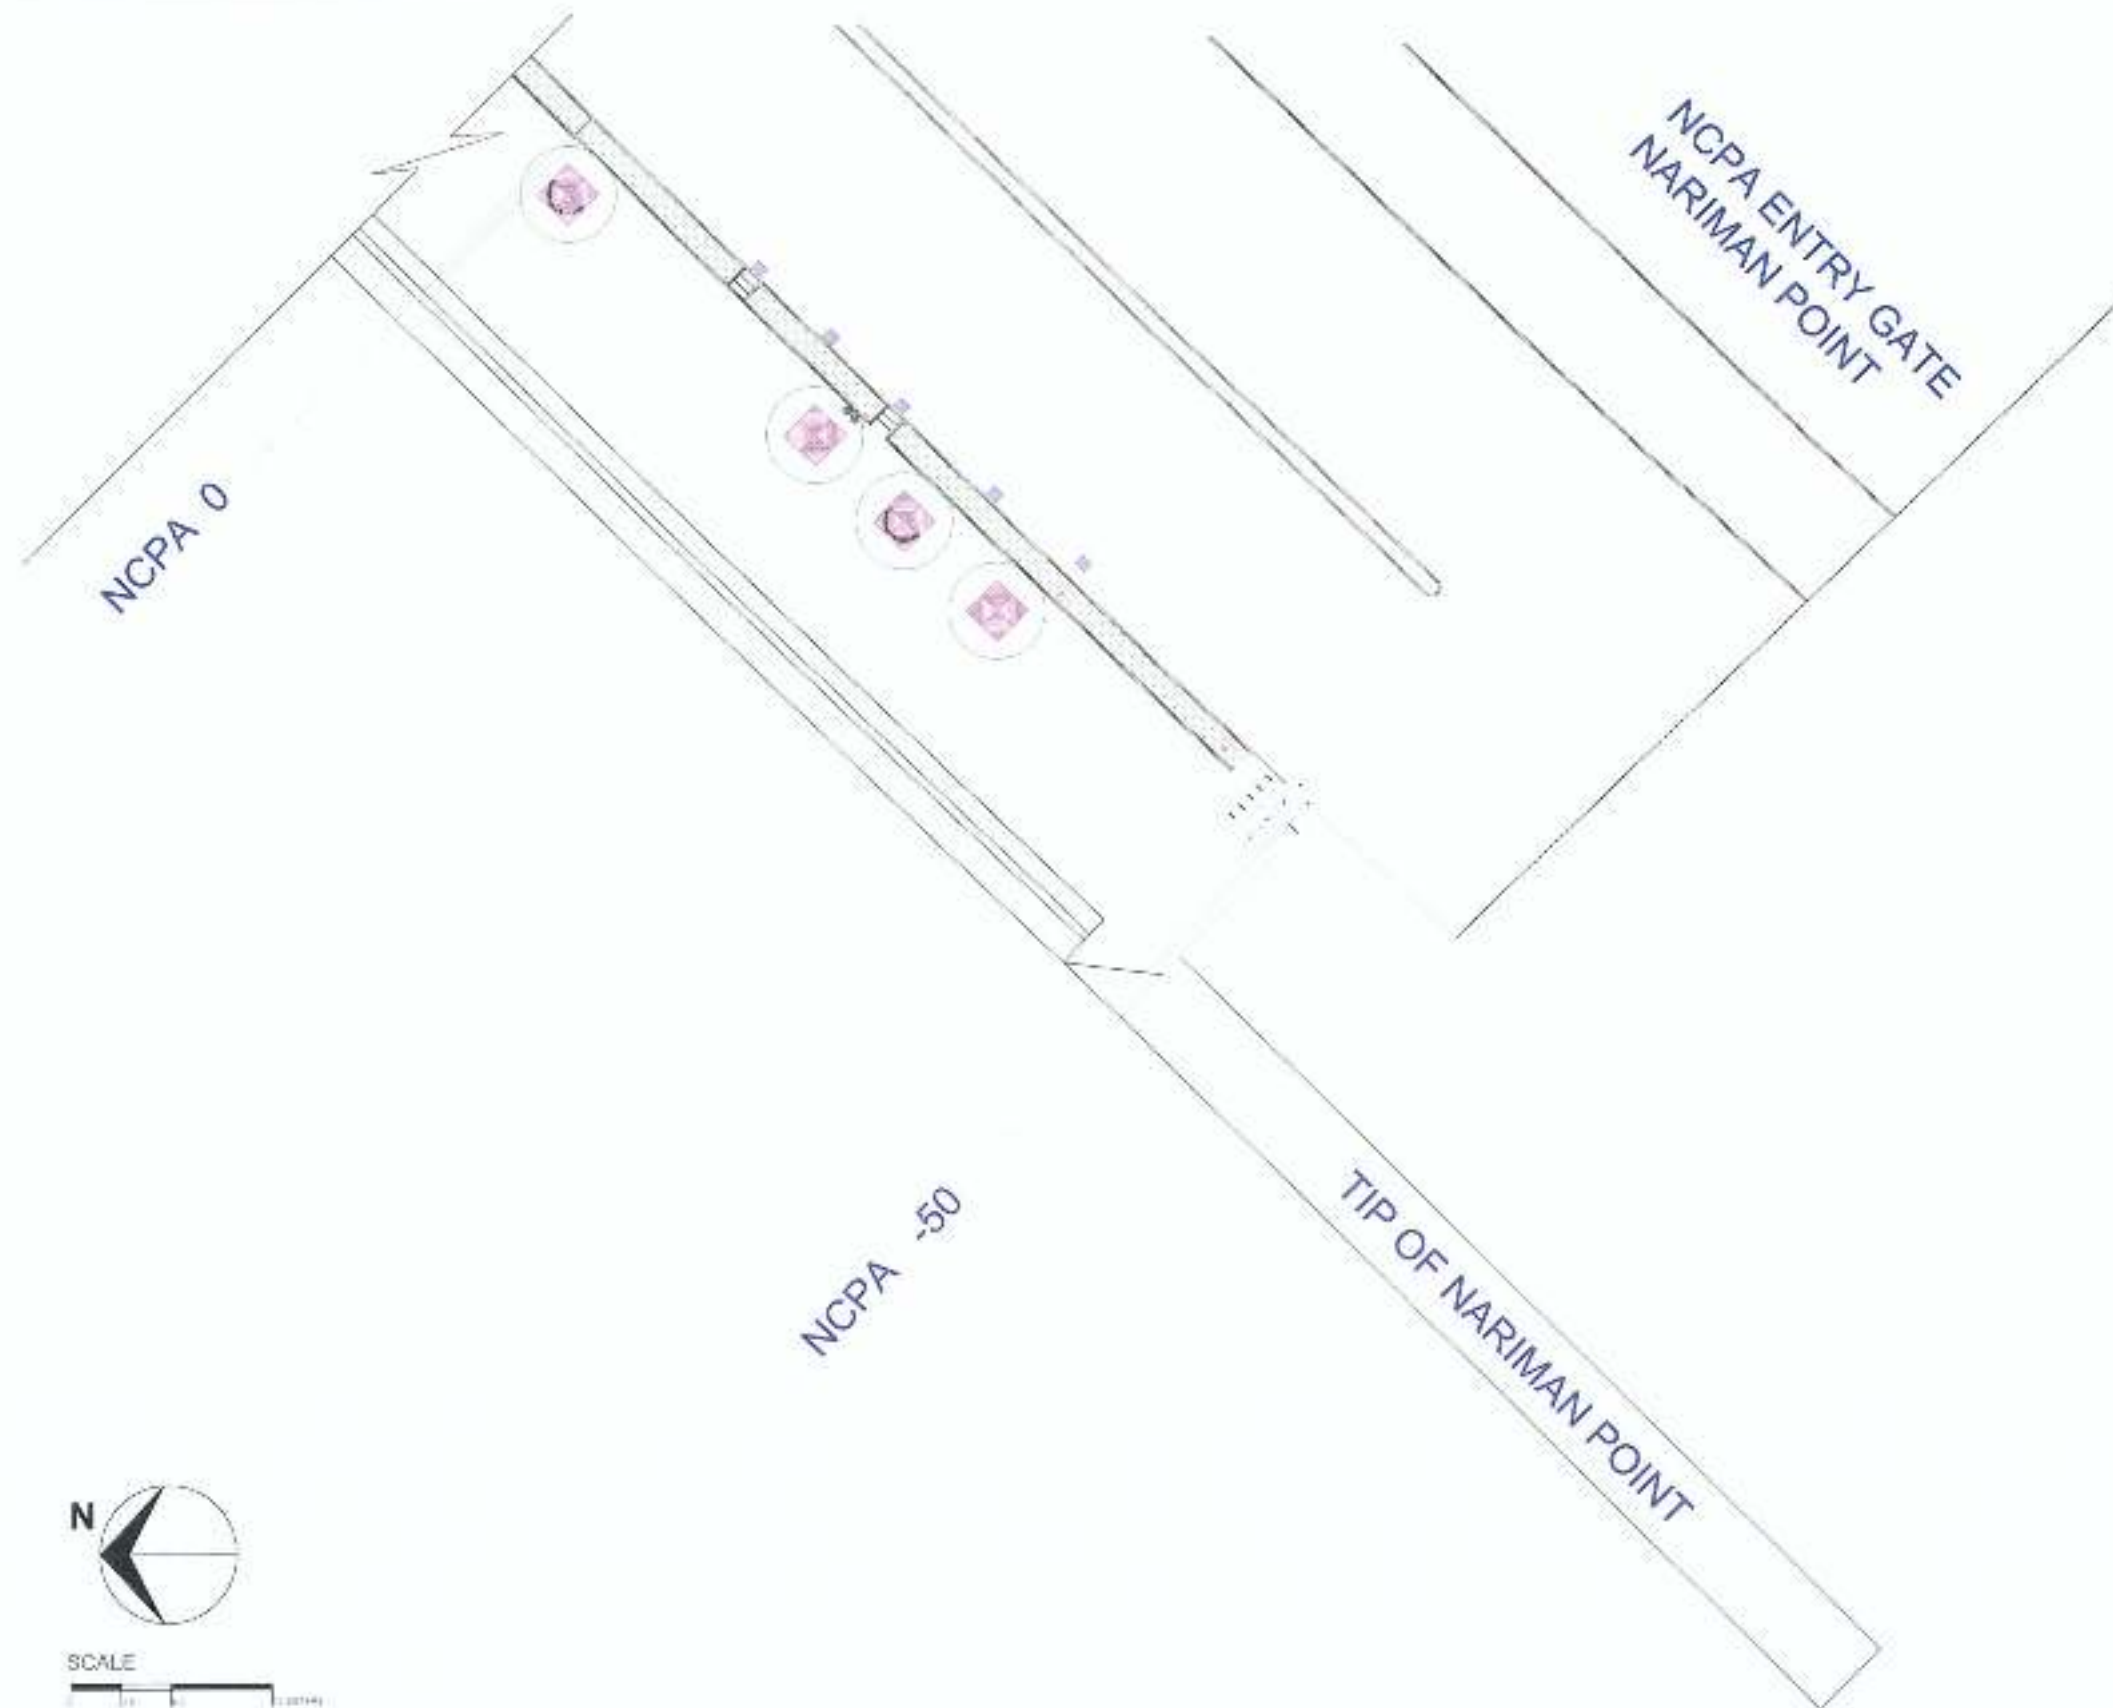 NCPA ENTRY GATE
NARIMAN POINT
NCPA 0
NCPA -50
TIP OF NARIMAN POINT
N
SCALE